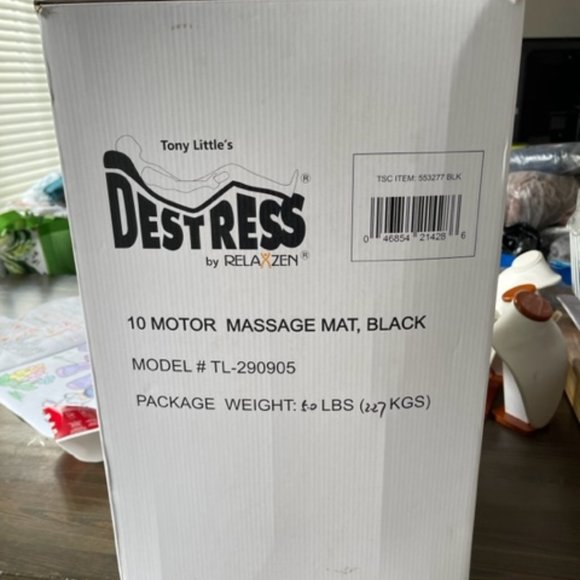 Tony Little's
DESTRESS®
by RELAXZEN®
TSC ITEM: 553277 BLK
0 46854 21428 6
10 MOTOR MASSAGE MAT, BLACK
MODEL # TL-290905
PACKAGE WEIGHT: 5.0 LBS (2.27 KGS)